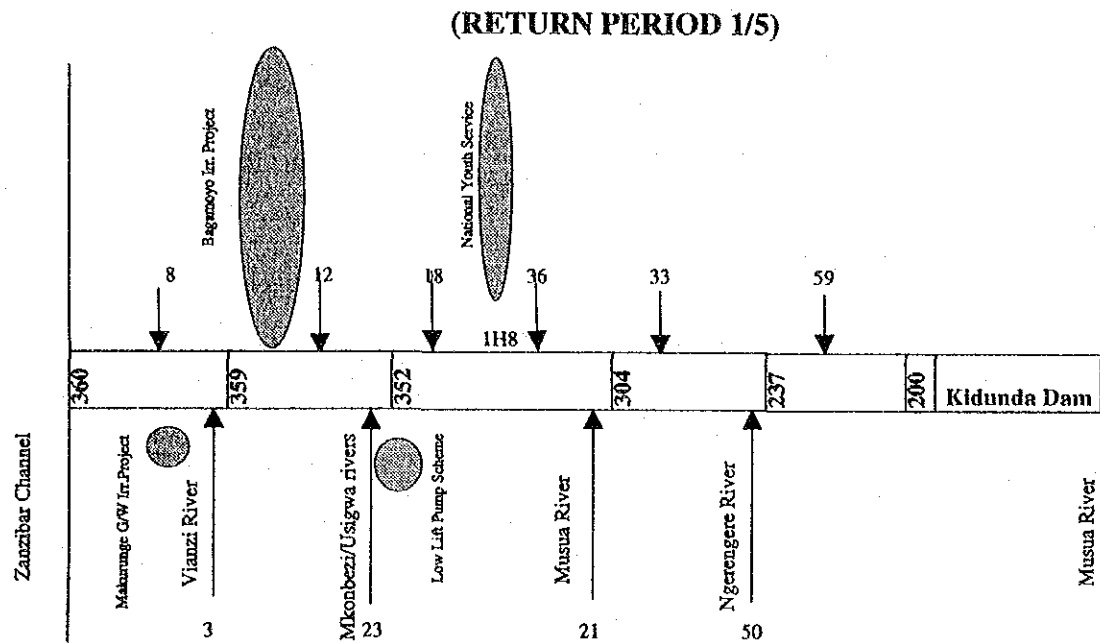 (RETURN PERIOD 1/5)
Bagamoyo Irr. Project
National Youth Service
8
12
18
36
33
59
1H8
360
359
352
304
237
200
Kidunda Dam
Zanzibar Channel
Makurunge G/W Irr.Project
Vianzi River
Mkonbezi/Usigwa rivers
Low Lift Pump Scheme
Musua River
Ngerengere River
Musua River
3
23
21
50